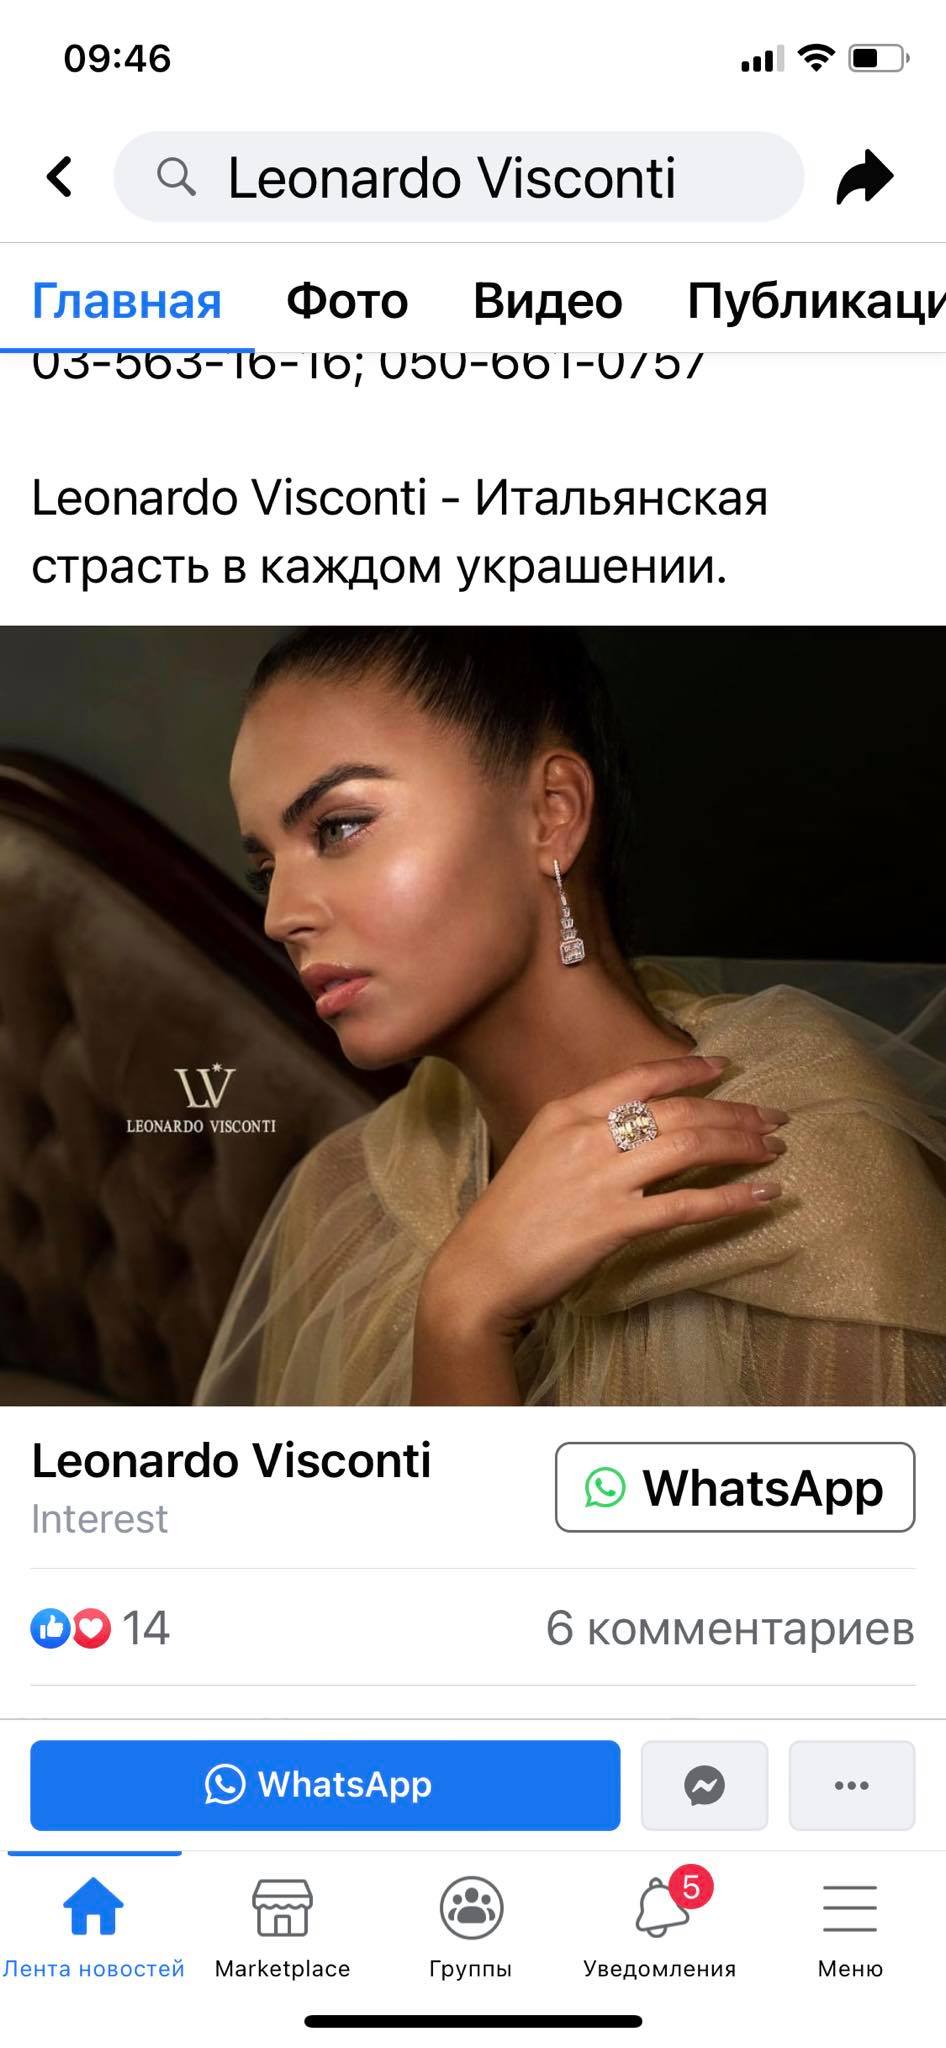 09:46
Leonardo Visconti
Главная Фото Видео Публикаци
03-563-16-16; 050-661-0757
Leonardo Visconti - Итальянская
страсть в каждом украшении.
LV
LEONARDO VISCONTI
Leonardo Visconti
Interest
WhatsApp
14
6 комментариев
WhatsApp
5
Лента новостей Marketplace Группы Уведомления Меню